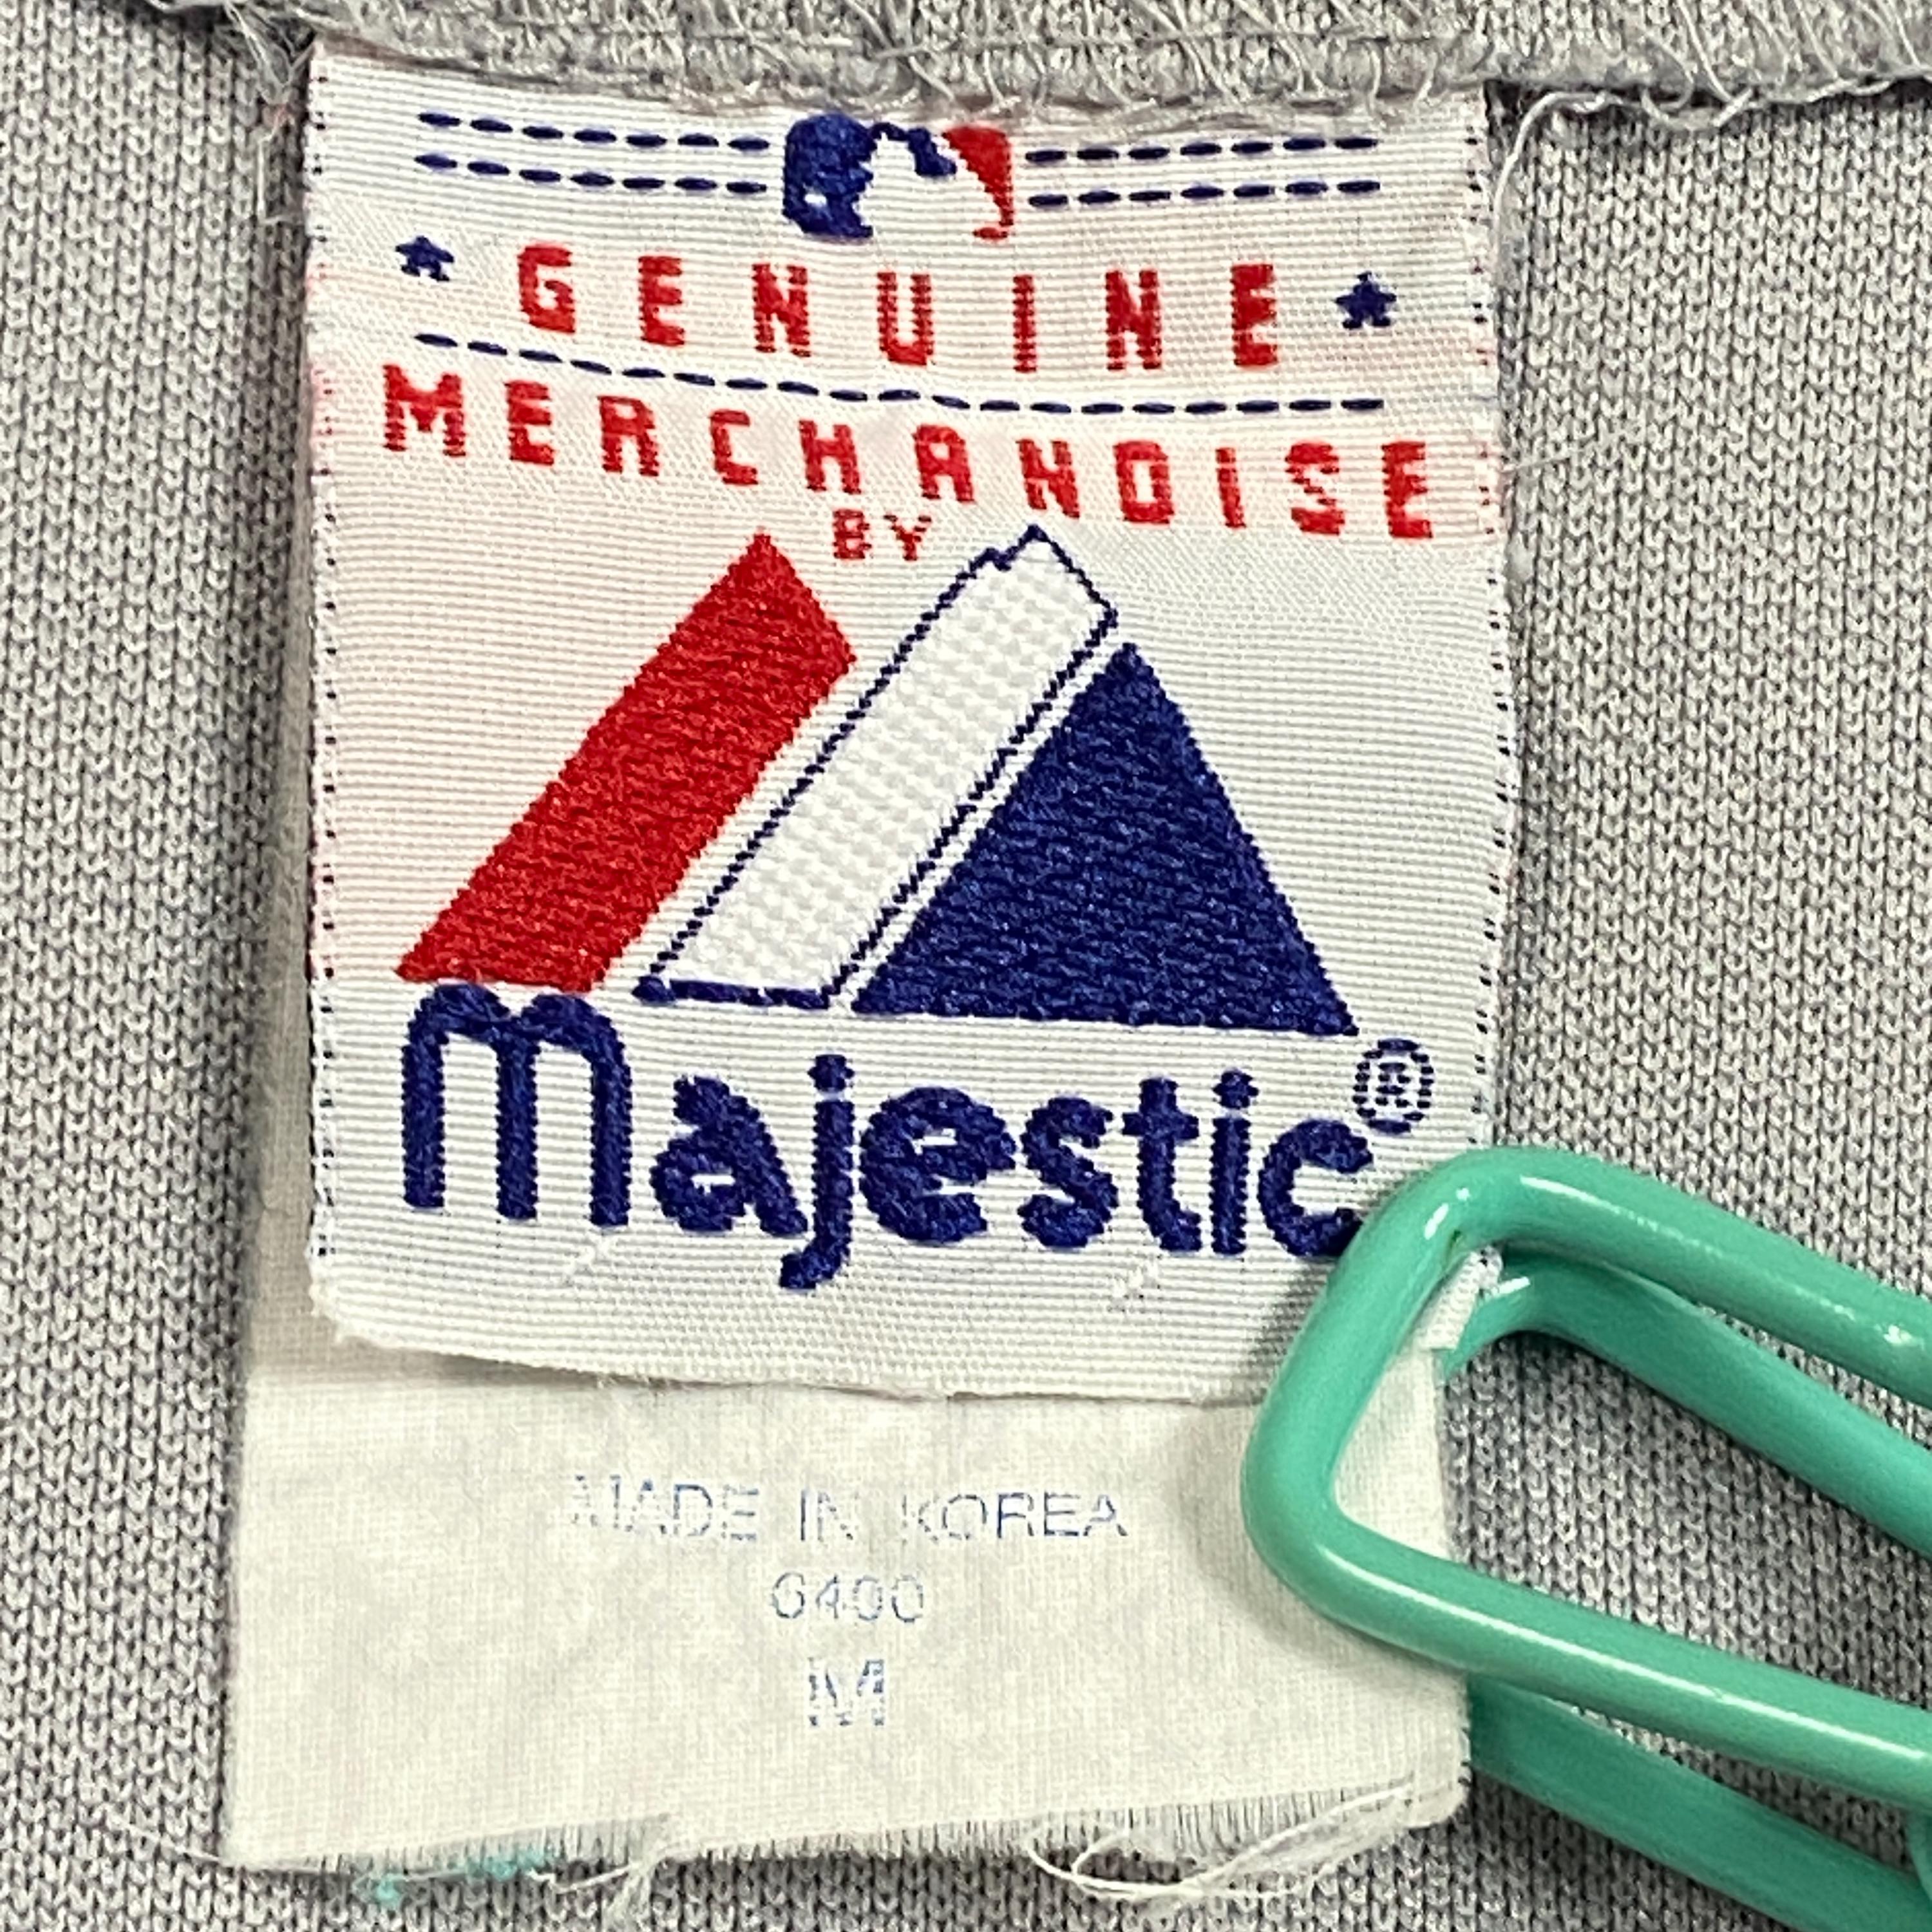 GENUINE
MERCHANDISE
BY
Majestic®
MADE IN KOREA
6400
M